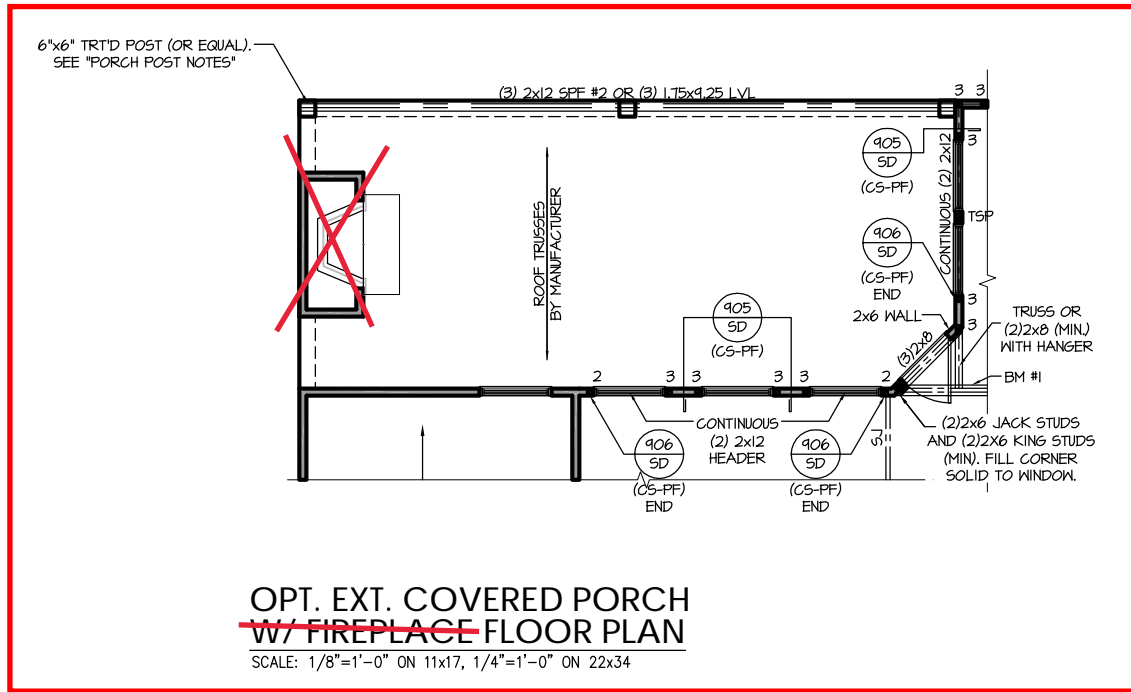 6"x6" TRT'D POST (OR EQUAL).
SEE "PORCH POST NOTES"
(3) 2x12 SPF #2 OR (3) 1.75x9.25 LVL
3 3
3
905
SD
(CS-PF)
CONTINUOUS (2) 2x12
TSP
906
SD
(CS-PF)
END
3
3
2x6 WALL
(3)2x8
TRUSS OR
(2)2x8 (MIN.)
WITH HANGER
BM #1
ROOF TRUSSES
BY MANUFACTURER
905
SD
(CS-PF)
2 3 3 3 3 2
CONTINUOUS
(2) 2x12
HEADER
906
SD
(CS-PF)
END
906
SD
(CS-PF)
END
SJ
(2)2x6 JACK STUDS
AND (2)2x6 KING STUDS
(MIN). FILL CORNER
SOLID TO WINDOW.
OPT. EXT. COVERED PORCH
W/ FIREPLACE FLOOR PLAN
SCALE: 1/8"=1'-0" ON 11x17, 1/4"=1'-0" ON 22x34